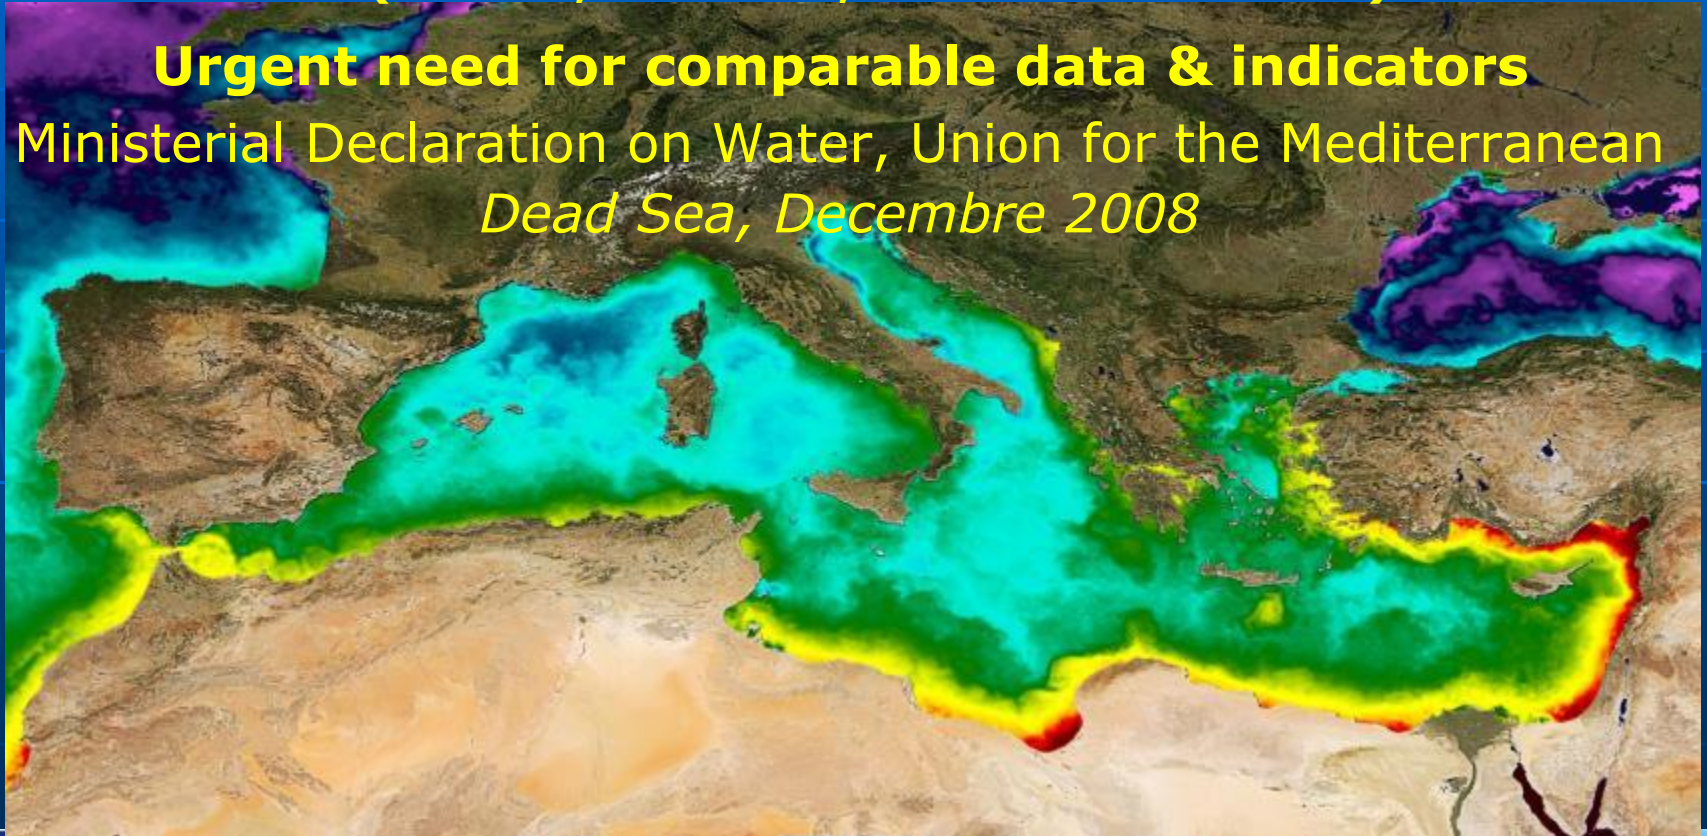 Urgent need for comparable data & indicators
Ministerial Declaration on Water, Union for the Mediterranean
Dead Sea, Decembre 2008